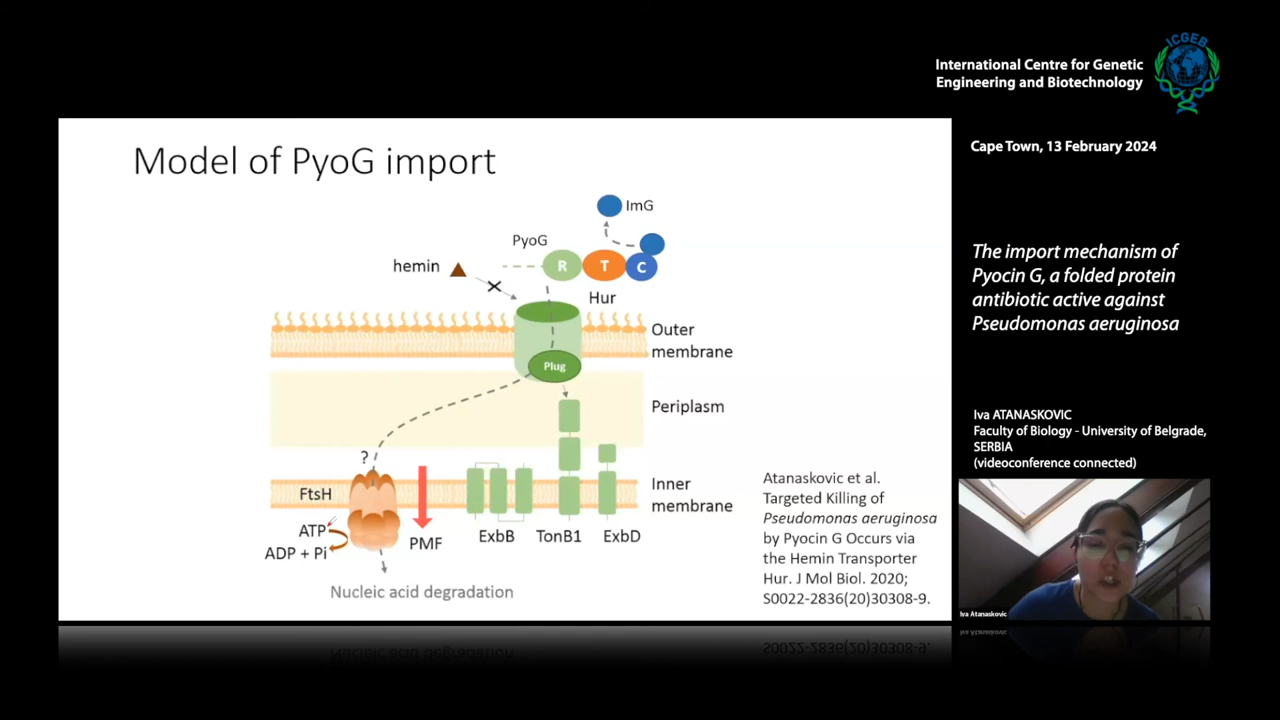 ICGEB
International Centre for Genetic
Engineering and Biotechnology
Cape Town, 13 February 2024
Model of PyoG import
ImG
PyoG
hemin
R
T
C
Hur
Outer
membrane
Plug
Periplasm
?
FtsH
Inner
membrane
ATP
ADP + Pi
PMF
ExbB
TonB1
ExbD
Nucleic acid degradation
Atanaskovic et al.
Targeted Killing of
Pseudomonas aeruginosa
by Pyocin G Occurs via
the Hemin Transporter
Hur. J Mol Biol. 2020;
S0022-2836(20)30308-9.
The import mechanism of
Pyocin G, a folded protein
antibiotic active against
Pseudomonas aeruginosa
Iva ATANASKOVIC
Faculty of Biology - University of Belgrade,
SERBIA
(videoconference connected)
Iva Atanaskovic